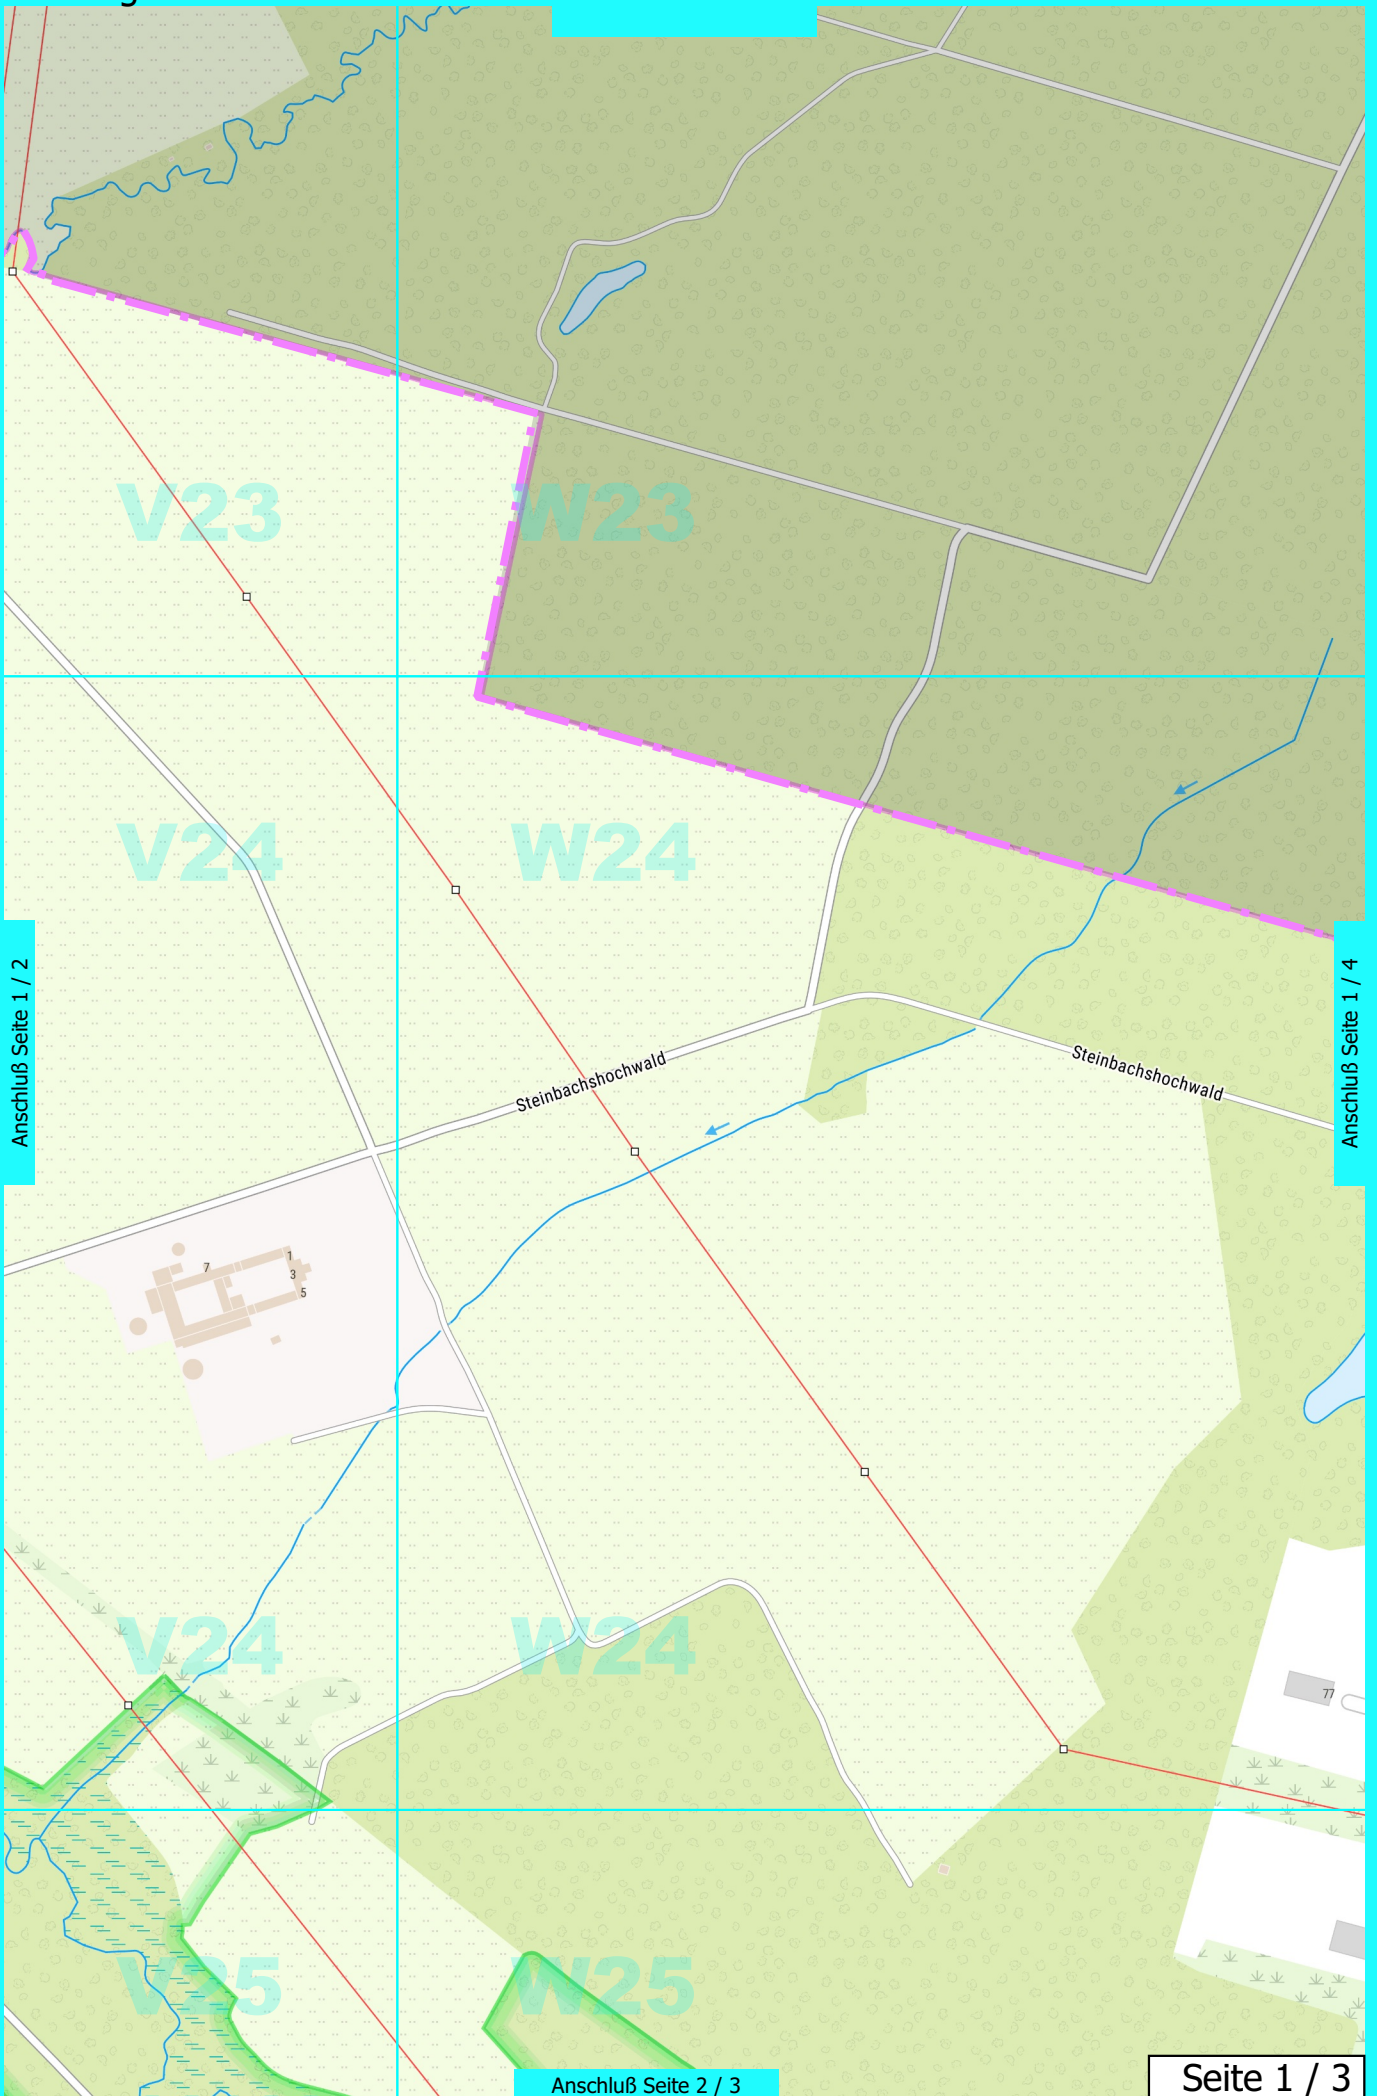 V23
W23
V24
W24
Anschluß Seite 1 / 2
Anschluß Seite 1 / 4
Steinbachshochwald
Steinbachshochwald
1
7
3
5
V24
W24
77
V25
W25
Anschluß Seite 2 / 3
Seite 1 / 3